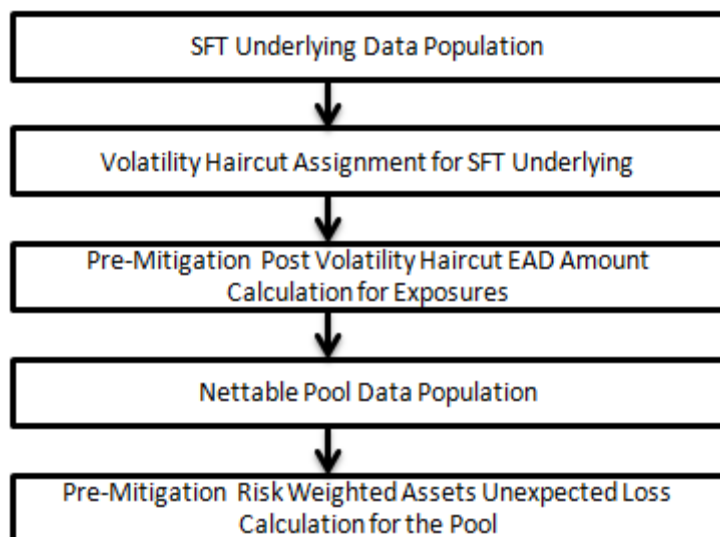 SFT Underlying Data Population
Volatility Haircut Assignment for SFT Underlying
Pre-Mitigation Post Volatility Haircut EAD Amount
Calculation for Exposures
Nettable Pool Data Population
Pre-Mitigation Risk Weighted Assets Unexpected Loss
Calculation for the Pool